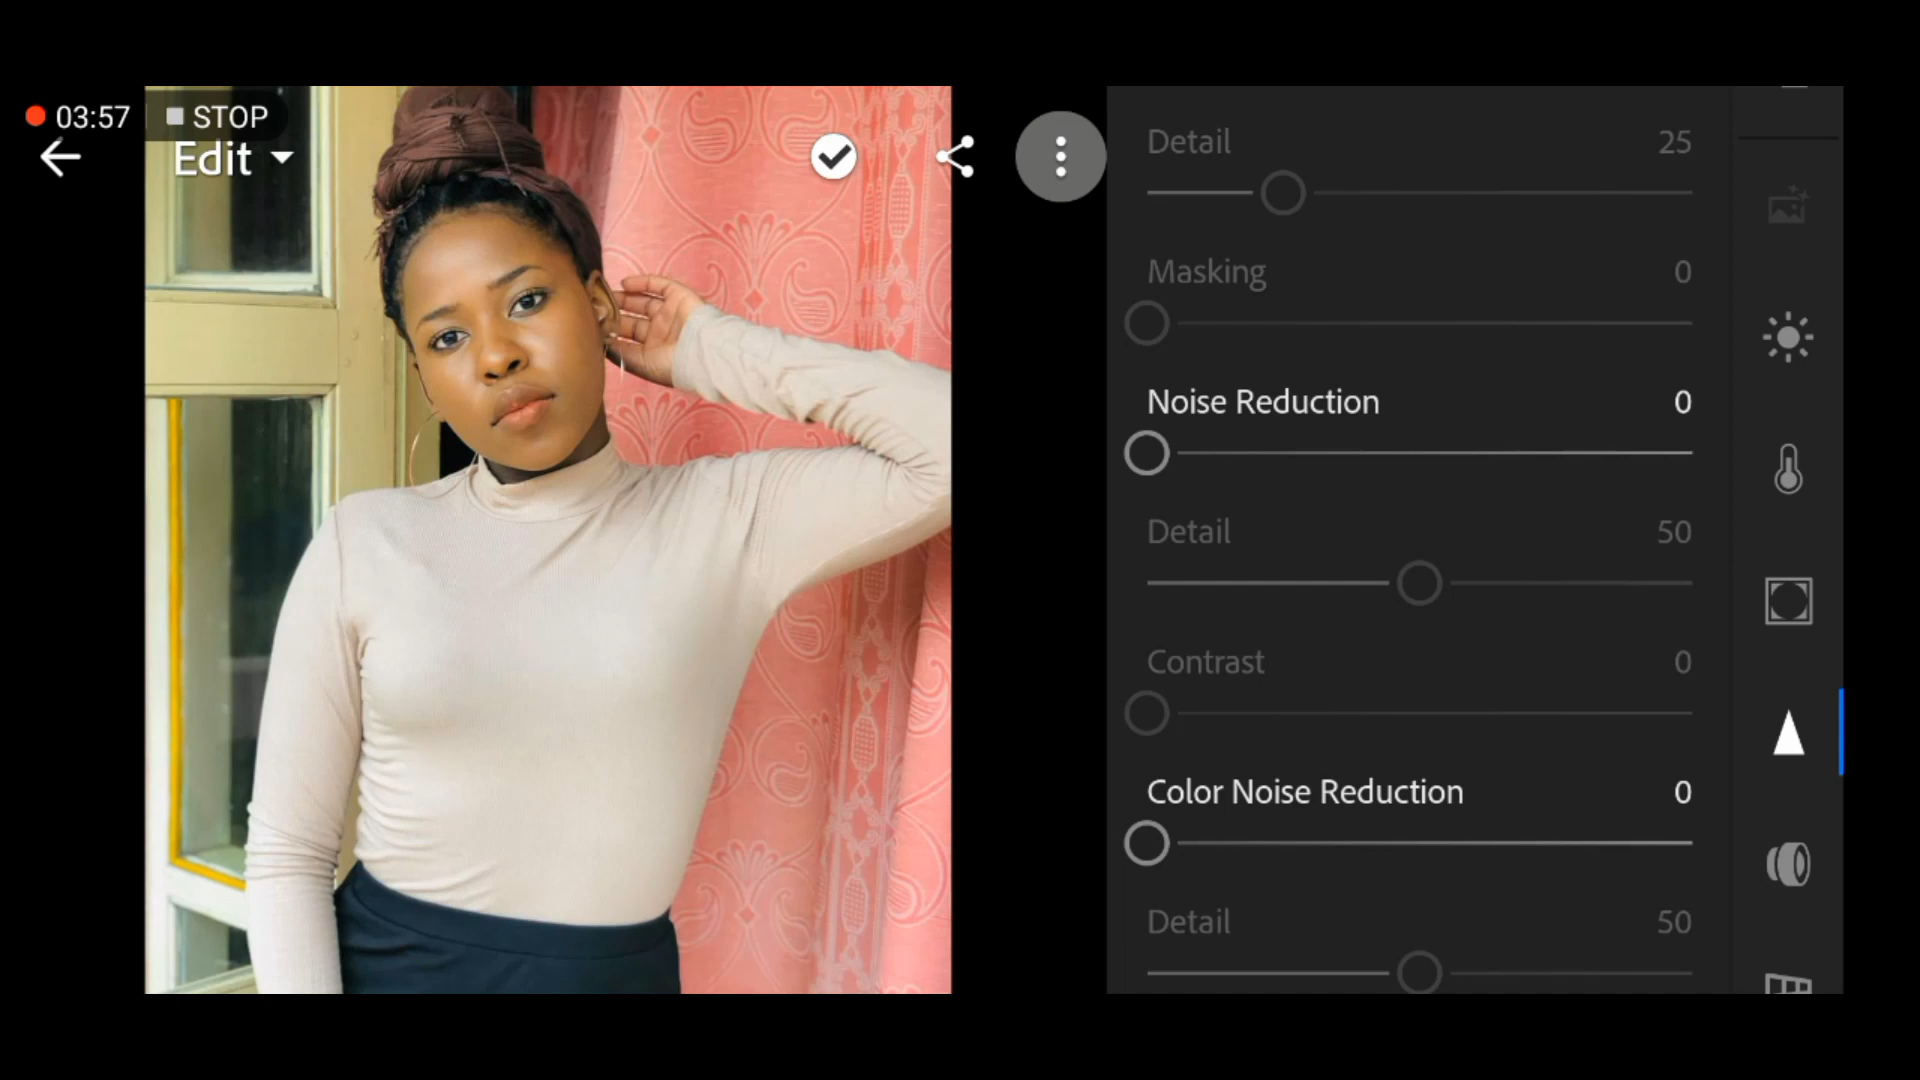 03:57 STOP
Edit
Detail 25
Masking 0
Noise Reduction 0
Detail 50
Contrast 0
Color Noise Reduction 0
Detail 50